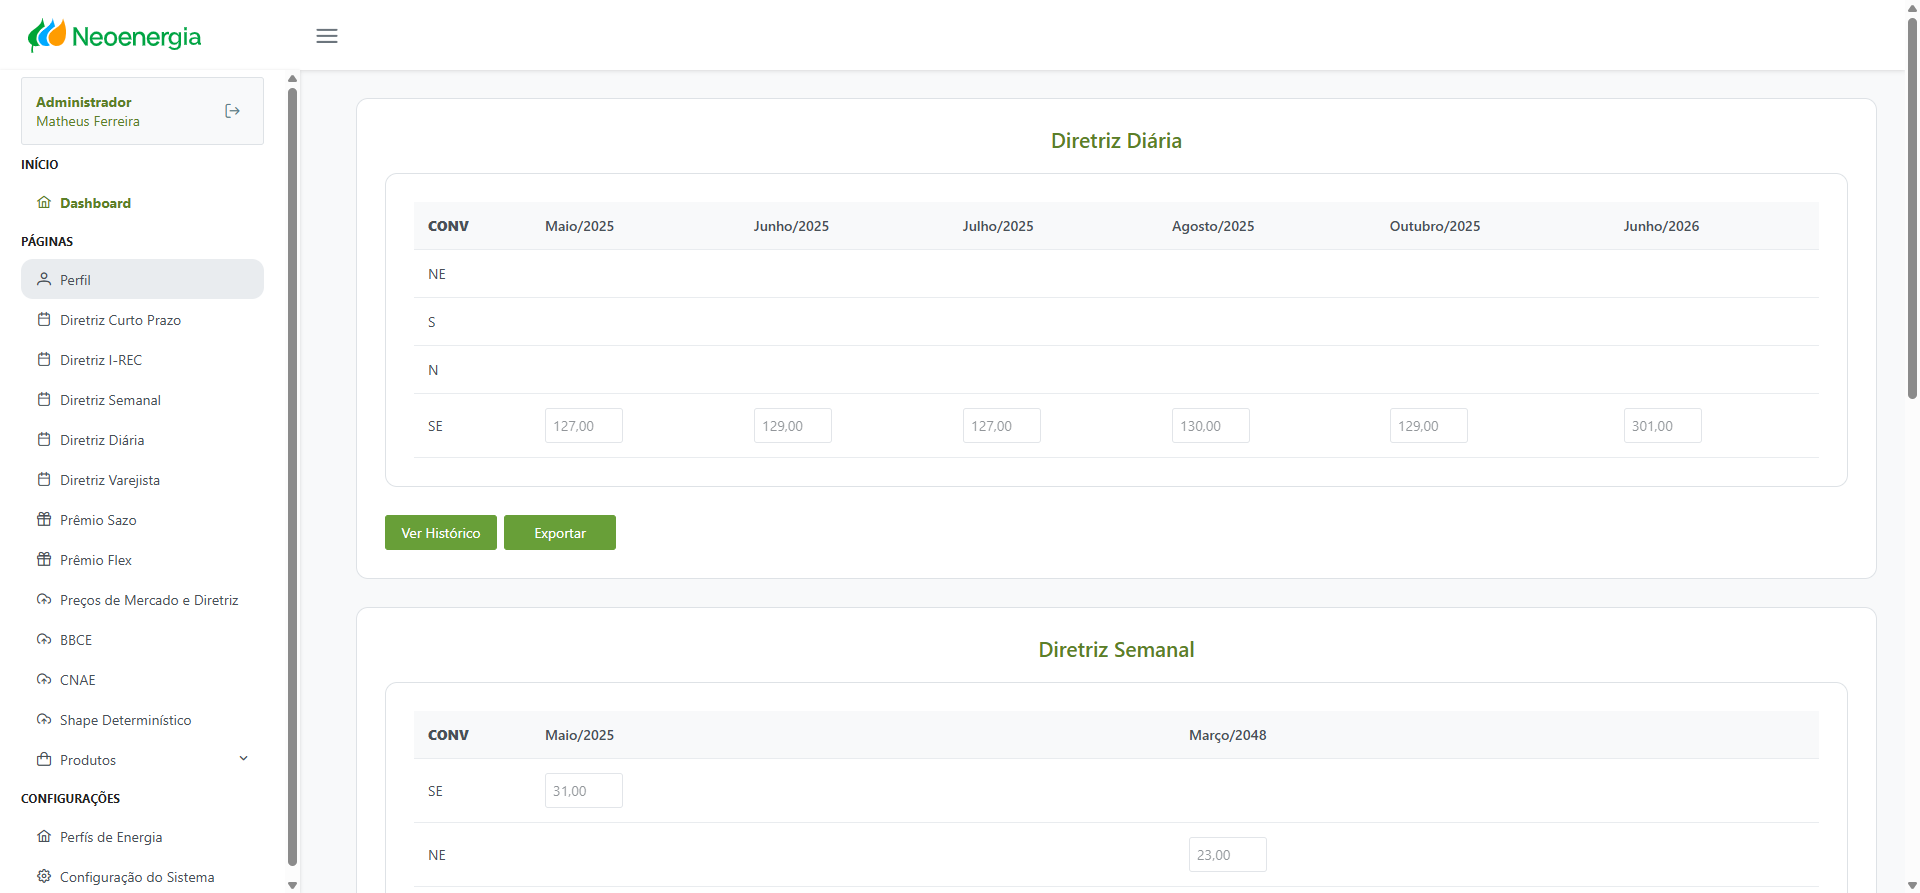 Neoenergia
Administrador
Matheus Ferreira
INÍCIO
Dashboard
PÁGINAS
Perfil
Diretriz Curto Prazo
Diretriz I-REC
Diretriz Semanal
Diretriz Diária
Diretriz Varejista
Prêmio Sazo
Prêmio Flex
Preços de Mercado e Diretriz
BBCE
CNAE
Shape Determinístico
Produtos
CONFIGURAÇÕES
Perfís de Energia
Configuração do Sistema
Diretriz Diária
CONV Maio/2025 Junho/2025 Julho/2025 Agosto/2025 Outubro/2025 Junho/2026
NE
S
N
SE 127,00 129,00 127,00 130,00 129,00 301,00
Ver Histórico Exportar
Diretriz Semanal
CONV Maio/2025 Março/2048
SE 31,00
NE 23,00